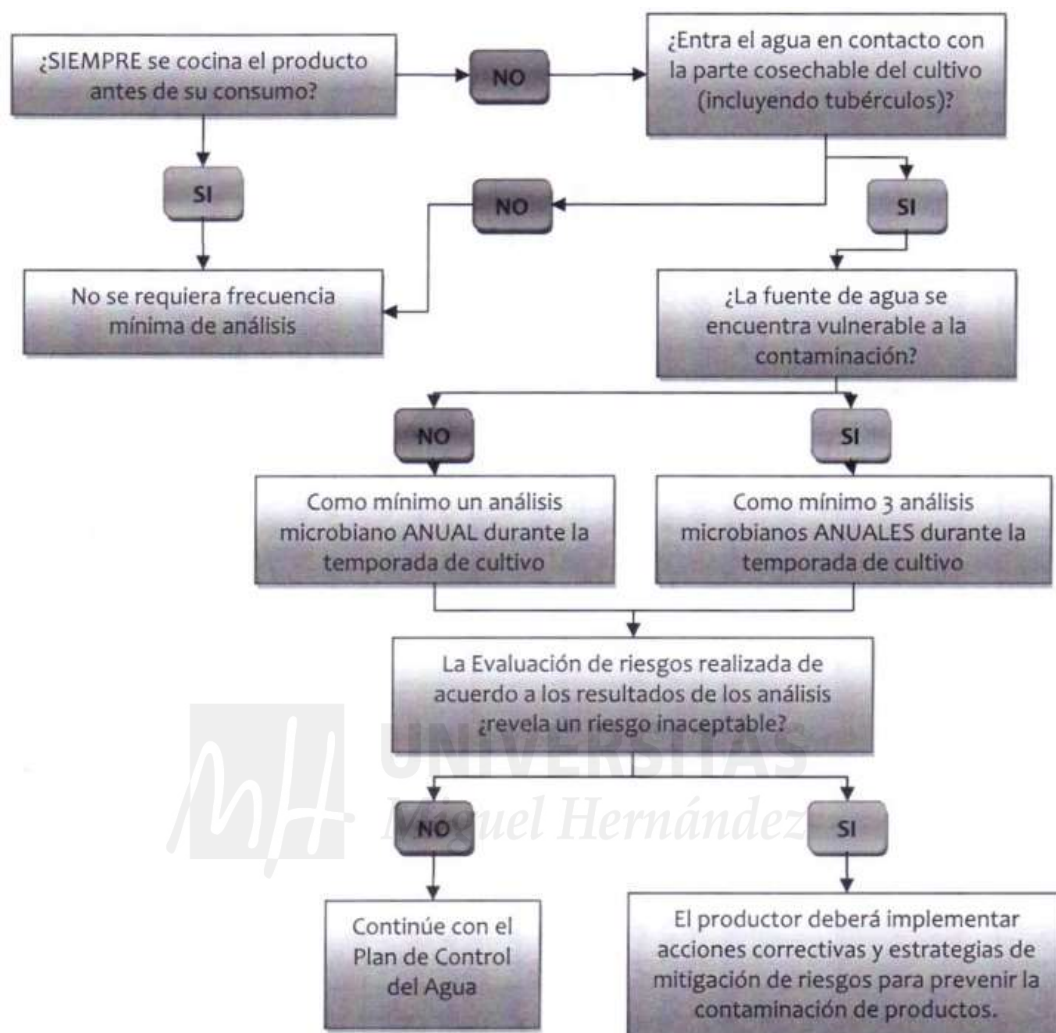 ¿SIEMPRE se cocina el producto
antes de su consumo?
NO
¿Entra el agua en contacto con
la parte cosechable del cultivo
(incluyendo tubérculos)?
SI
NO
SI
No se requiera frecuencia
mínima de análisis
¿La fuente de agua se
encuentra vulnerable a la
contaminación?
NO
SI
Como mínimo un análisis
microbiano ANUAL durante la
temporada de cultivo
Como mínimo 3 análisis
microbianos ANUALES durante la
temporada de cultivo
La Evaluación de riesgos realizada de
acuerdo a los resultados de los análisis
¿revela un riesgo inaceptable?
UNIVERSITAS
Miguel Hernández
NO
SI
Continúe con el
Plan de Control
del Agua
El productor deberá implementar
acciones correctivas y estrategias de
mitigación de riesgos para prevenir la
contaminación de productos.